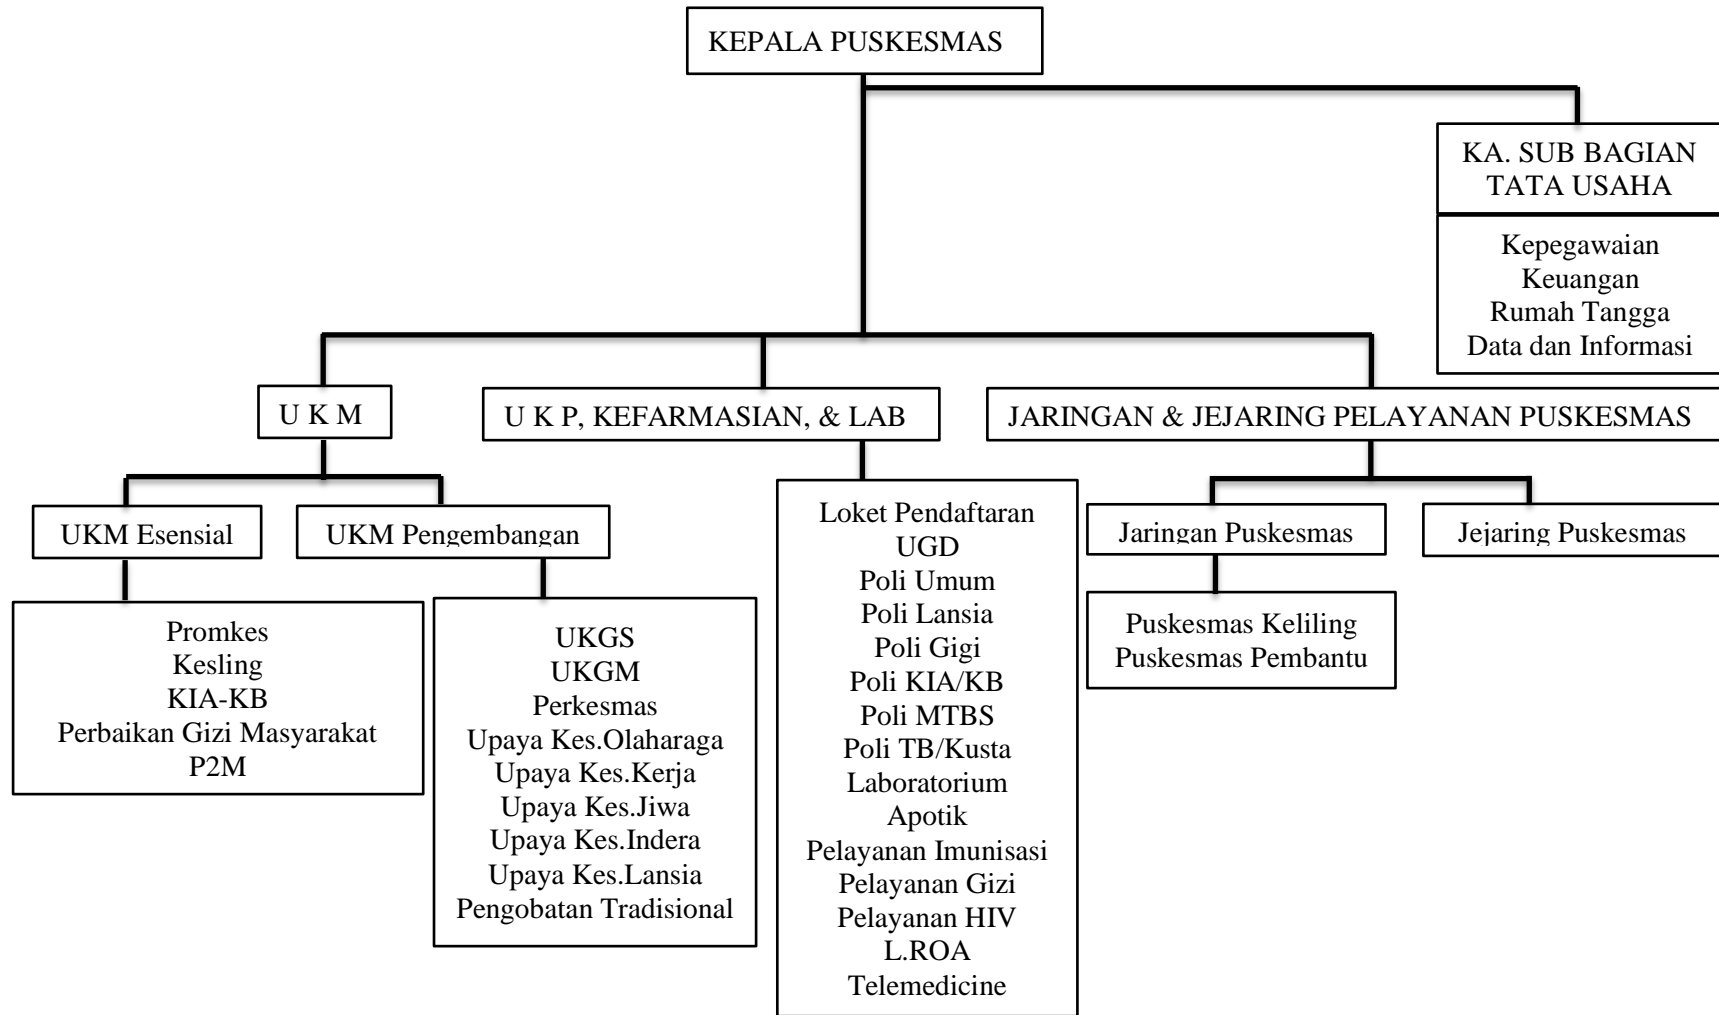 KEPALA PUSKESMAS
KA. SUB BAGIAN
TATA USAHA
Kepegawaian
Keuangan
Rumah Tangga
Data dan Informasi
U K M
U K P, KEFARMASIAN, & LAB
JARINGAN & JEJARING PELAYANAN PUSKESMAS
UKM Esensial
UKM Pengembangan
Jaringan Puskesmas
Jejaring Puskesmas
Promkes
Kesling
KIA-KB
Perbaikan Gizi Masyarakat
P2M
UKGS
UKGM
Perkesmas
Upaya Kes.Olaharaga
Upaya Kes.Kerja
Upaya Kes.Jiwa
Upaya Kes.Indera
Upaya Kes.Lansia
Pengobatan Tradisional
Loket Pendaftaran
UGD
Poli Umum
Poli Lansia
Poli Gigi
Poli KIA/KB
Poli MTBS
Poli TB/Kusta
Laboratorium
Apotik
Pelayanan Imunisasi
Pelayanan Gizi
Pelayanan HIV
L.ROA
Telemedicine
Puskesmas Keliling
Puskesmas Pembantu